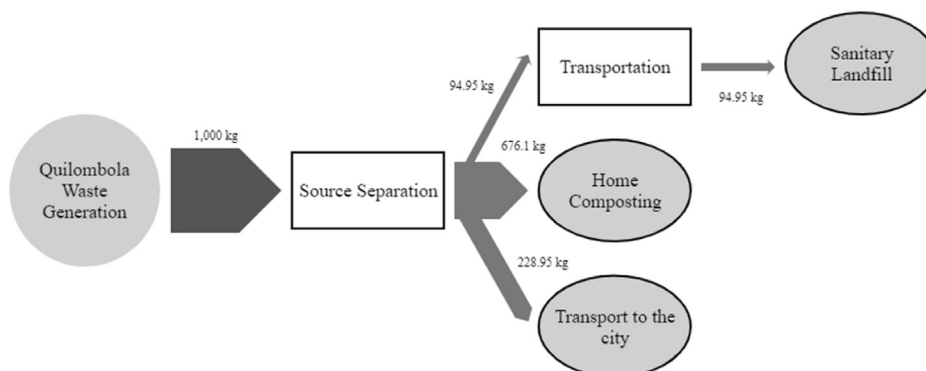 Quilombola
Waste
Generation
1,000 kg
Source Separation
94.95 kg
Transportation
94.95 kg
Sanitary
Landfill
676.1 kg
Home
Composting
228.95 kg
Transport to the
city